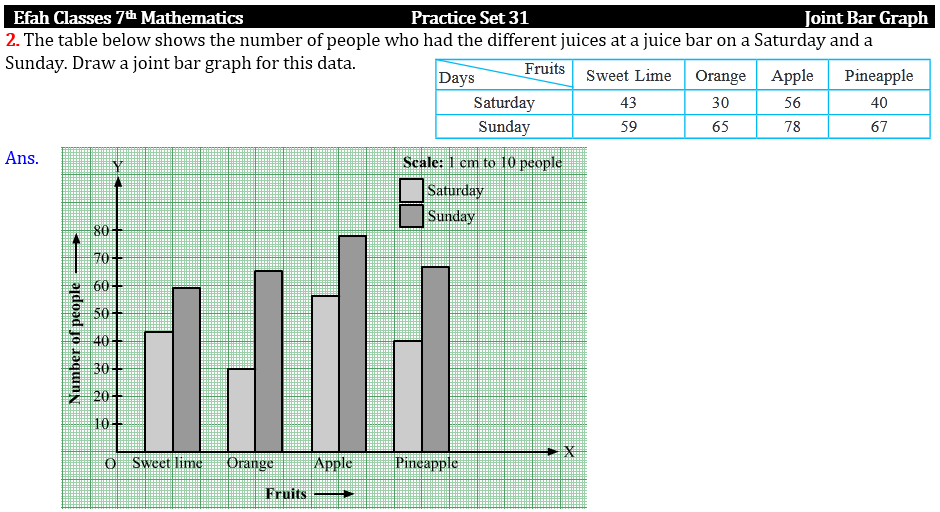 Efah Classes 7th Mathematics Practice Set 31 Joint Bar Graph
2. The table below shows the number of people who had the different juices at a juice bar on a Saturday and a
Sunday. Draw a joint bar graph for this data.
Days Fruits Sweet Lime Orange Apple Pineapple
Saturday 43 30 56 40
Sunday 59 65 78 67
Ans.
Y
Scale: 1 cm to 10 people
Saturday
Sunday
80
70
60
50
40
30
20
10
Number of people
O Sweet lime Orange Apple Pineapple X
Fruits